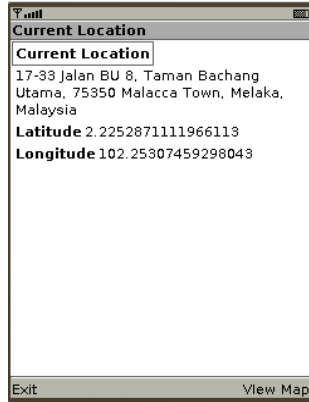 Current Location
Current Location
17-33 Jalan BU 8, Taman Bachang
Utama, 75350 Malacca Town, Melaka,
Malaysia
Latitude 2.2252871111966113
Longitude 102.25307459298043
Exit View Map